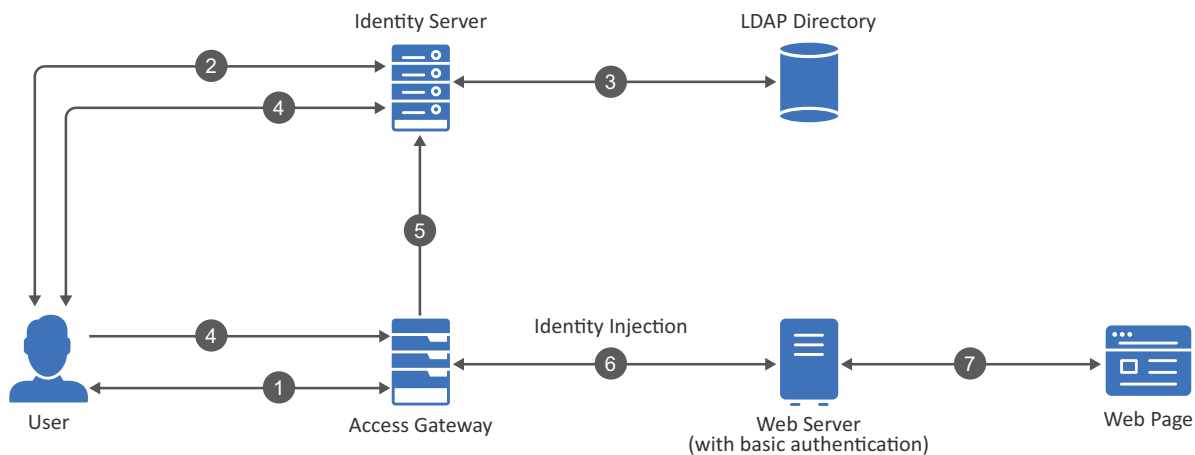 Identity Server
LDAP Directory
2
3
4
5
4
Identity Injection
6
7
1
User
Access Gateway
Web Server
(with basic authentication)
Web Page